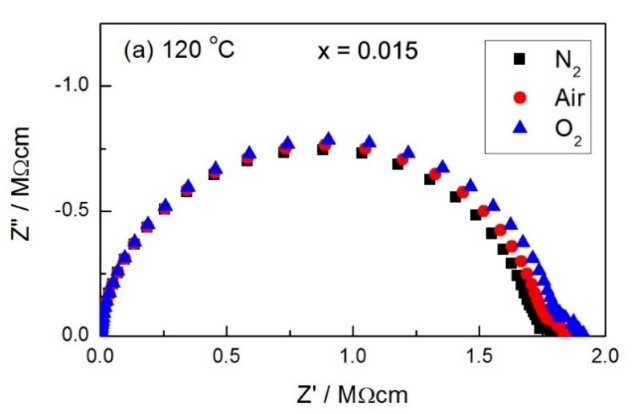 (a) 120 °C
x = 0.015
N₂
Air
O₂
-1.0
-0.5
0.0
Z'' / MΩcm
0.0
0.5
1.0
1.5
2.0
Z' / MΩcm